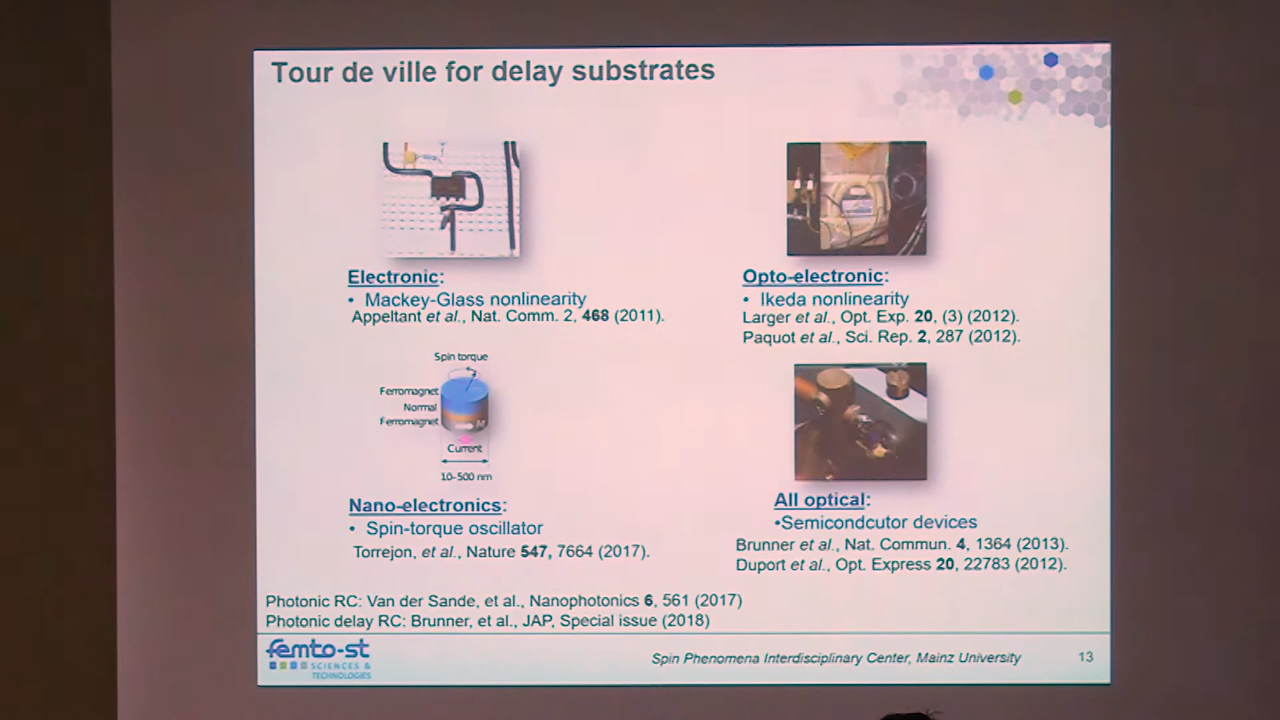 Tour de ville for delay substrates
Electronic:
• Mackey-Glass nonlinearity
Appeltant et al., Nat. Comm. 2, 468 (2011).
Opto-electronic:
• Ikeda nonlinearity
Larger et al., Opt. Exp. 20, (3) (2012).
Paquot et al., Sci. Rep. 2, 287 (2012).
Spin torque
Ferromagnet
Normal
Ferromagnet
M
Current
10–500 nm
Nano-electronics:
• Spin-torque oscillator
Torrejon, et al., Nature 547, 7664 (2017).
All optical:
•Semicondcutor devices
Brunner et al., Nat. Commun. 4, 1364 (2013).
Duport et al., Opt. Express 20, 22783 (2012).
Photonic RC: Van der Sande, et al., Nanophotonics 6, 561 (2017)
Photonic delay RC: Brunner, et al., JAP, Special issue (2018)
femto-st
SCIENCES &
TECHNOLOGIES
Spin Phenomena Interdisciplinary Center, Mainz University
13